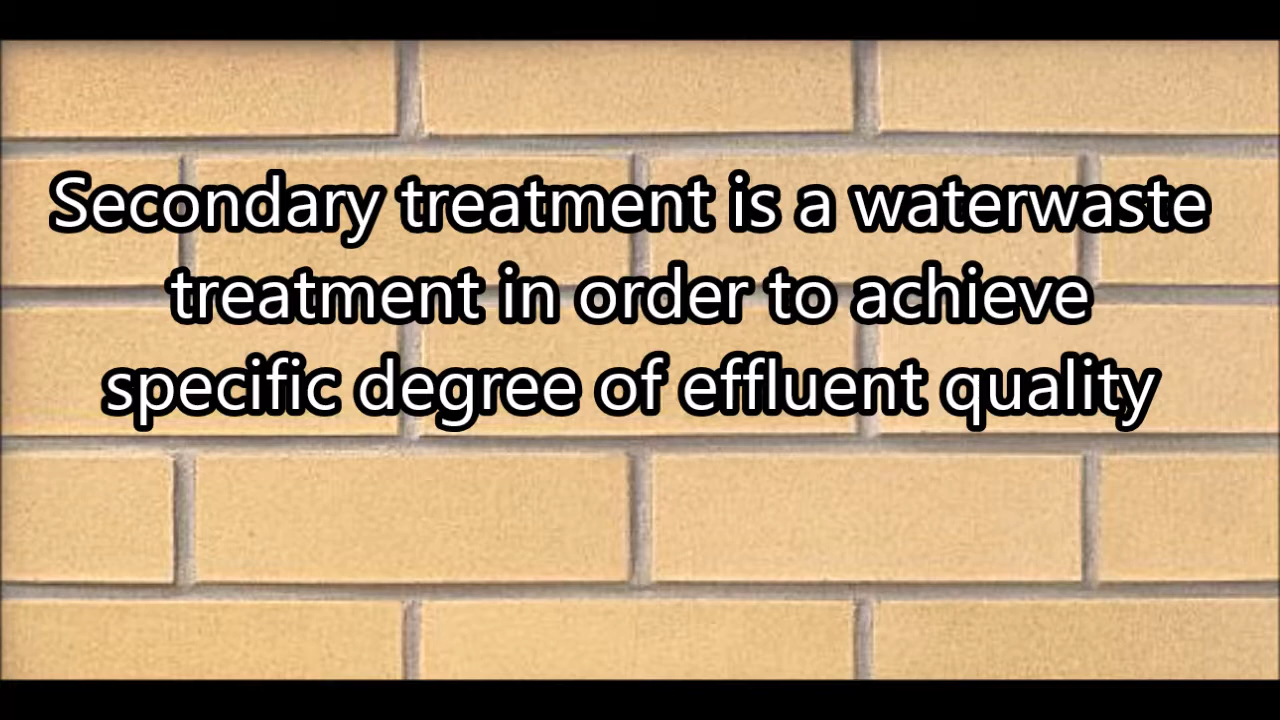 Secondary treatment is a waterwaste
treatment in order to achieve
specific degree of effluent quality